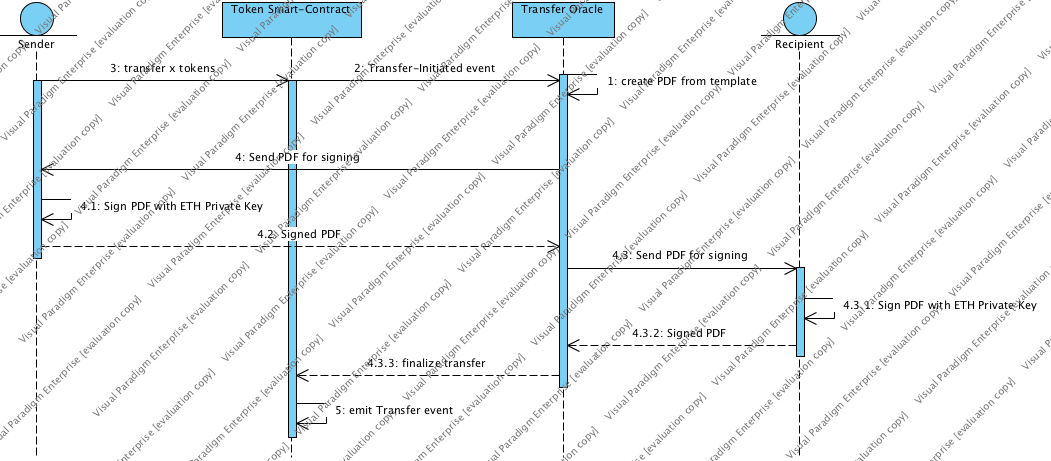 Token Smart-Contract
Transfer Oracle
Sender
Recipient
3: transfer x tokens
2: Transfer-Initiated event
1: create PDF from template
4: Send PDF for signing
4.1: Sign PDF with ETH Private Key
4.2: Signed PDF
4.3: Send PDF for signing
4.3.1: Sign PDF with ETH Private Key
4.3.2: Signed PDF
4.3.3: finalize transfer
5: emit Transfer event
Visual Paradigm Enterprise [evaluation copy]